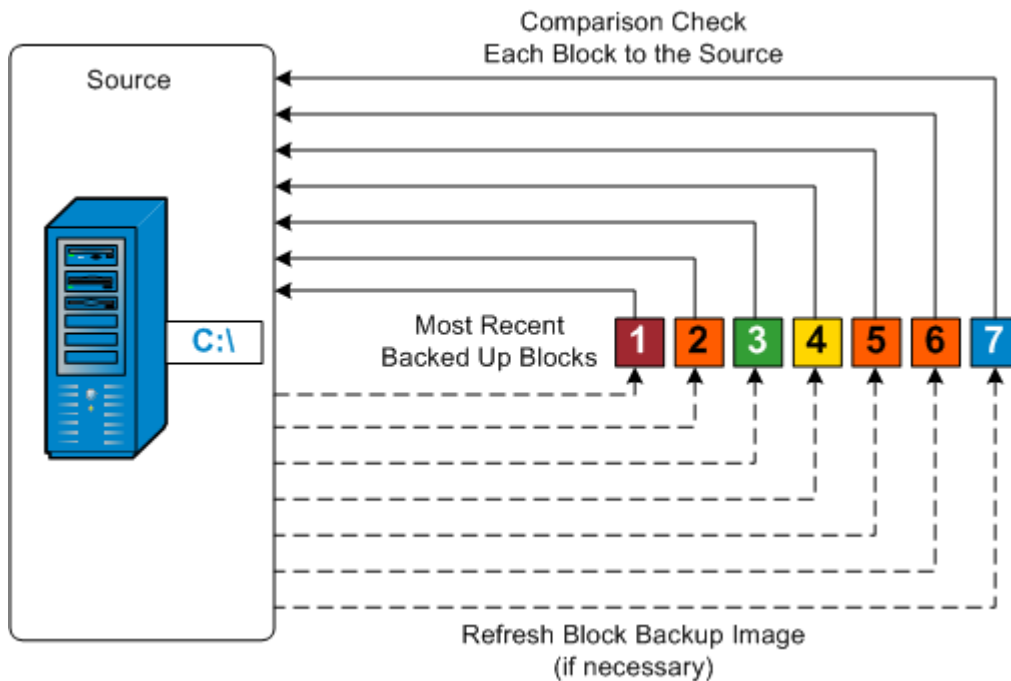 Comparison Check
Each Block to the Source
Source
C:\
Most Recent
Backed Up Blocks
1 2 3 4 5 6 7
Refresh Block Backup Image
(if necessary)